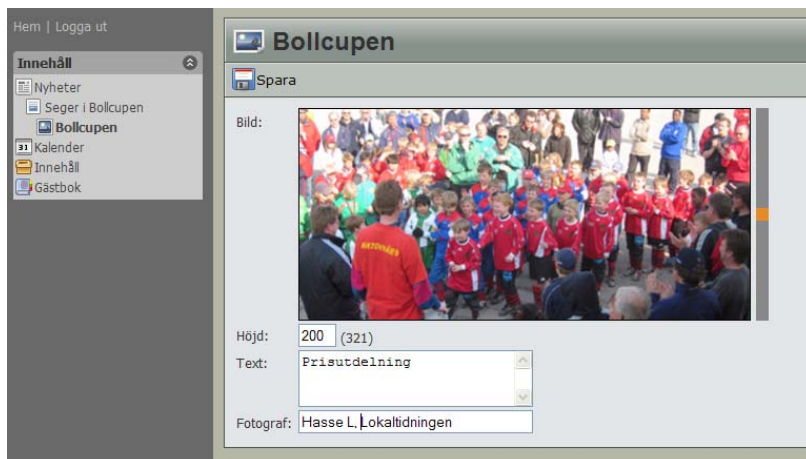 Hem | Logga ut
Innehåll
Nyheter
Seger i Bollcupen
Bollcupen
31 Kalender
Innehåll
Gästbok
Bollcupen
Spara
Bild:
Höjd: 200 (321)
Text: Prisutdelning
Fotograf: Hasse L, Lokaltidningen